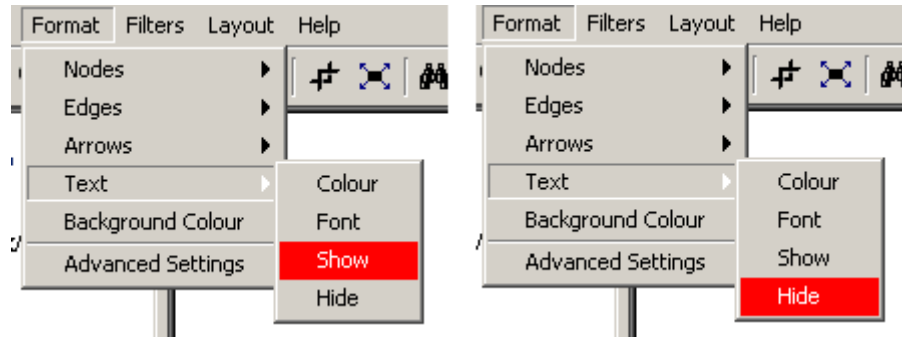 Format Filters Layout Help
Nodes
Edges
Arrows
Text
Colour
Background Colour
Font
Advanced Settings
Show
Hide
Format Filters Layout Help
Nodes
Edges
Arrows
Text
Colour
Background Colour
Font
Show
Advanced Settings
Hide